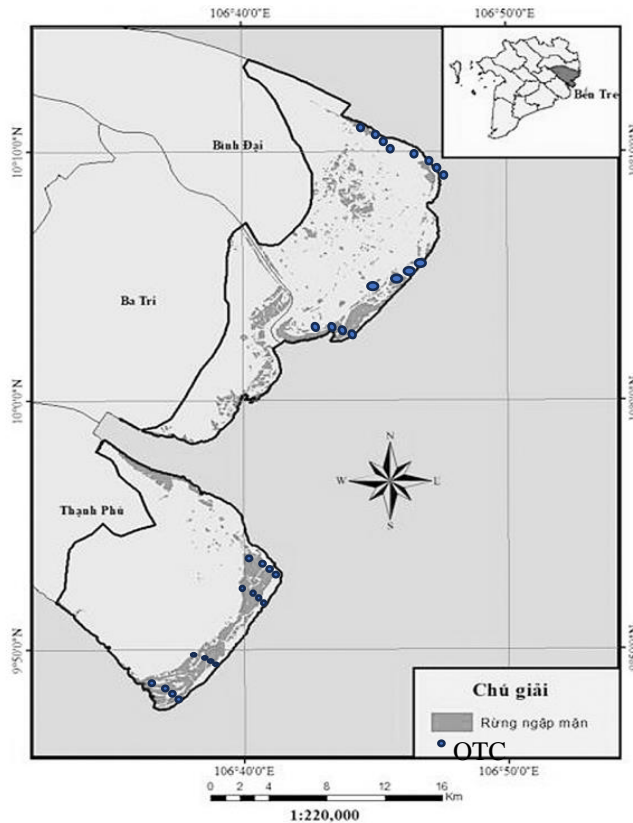 106°40'0"E 106°50'0"E
Bến Tre
Bình Đại
10°10'0"N
Ba Tri
10°0'0"N
N
W E
S
Thạnh Phú
9°50'0"N
Chú giải
Rừng ngập mặn
OTC
106°40'0"E 106°50'0"E
0 2 4 8 12 16
Km
1:220,000